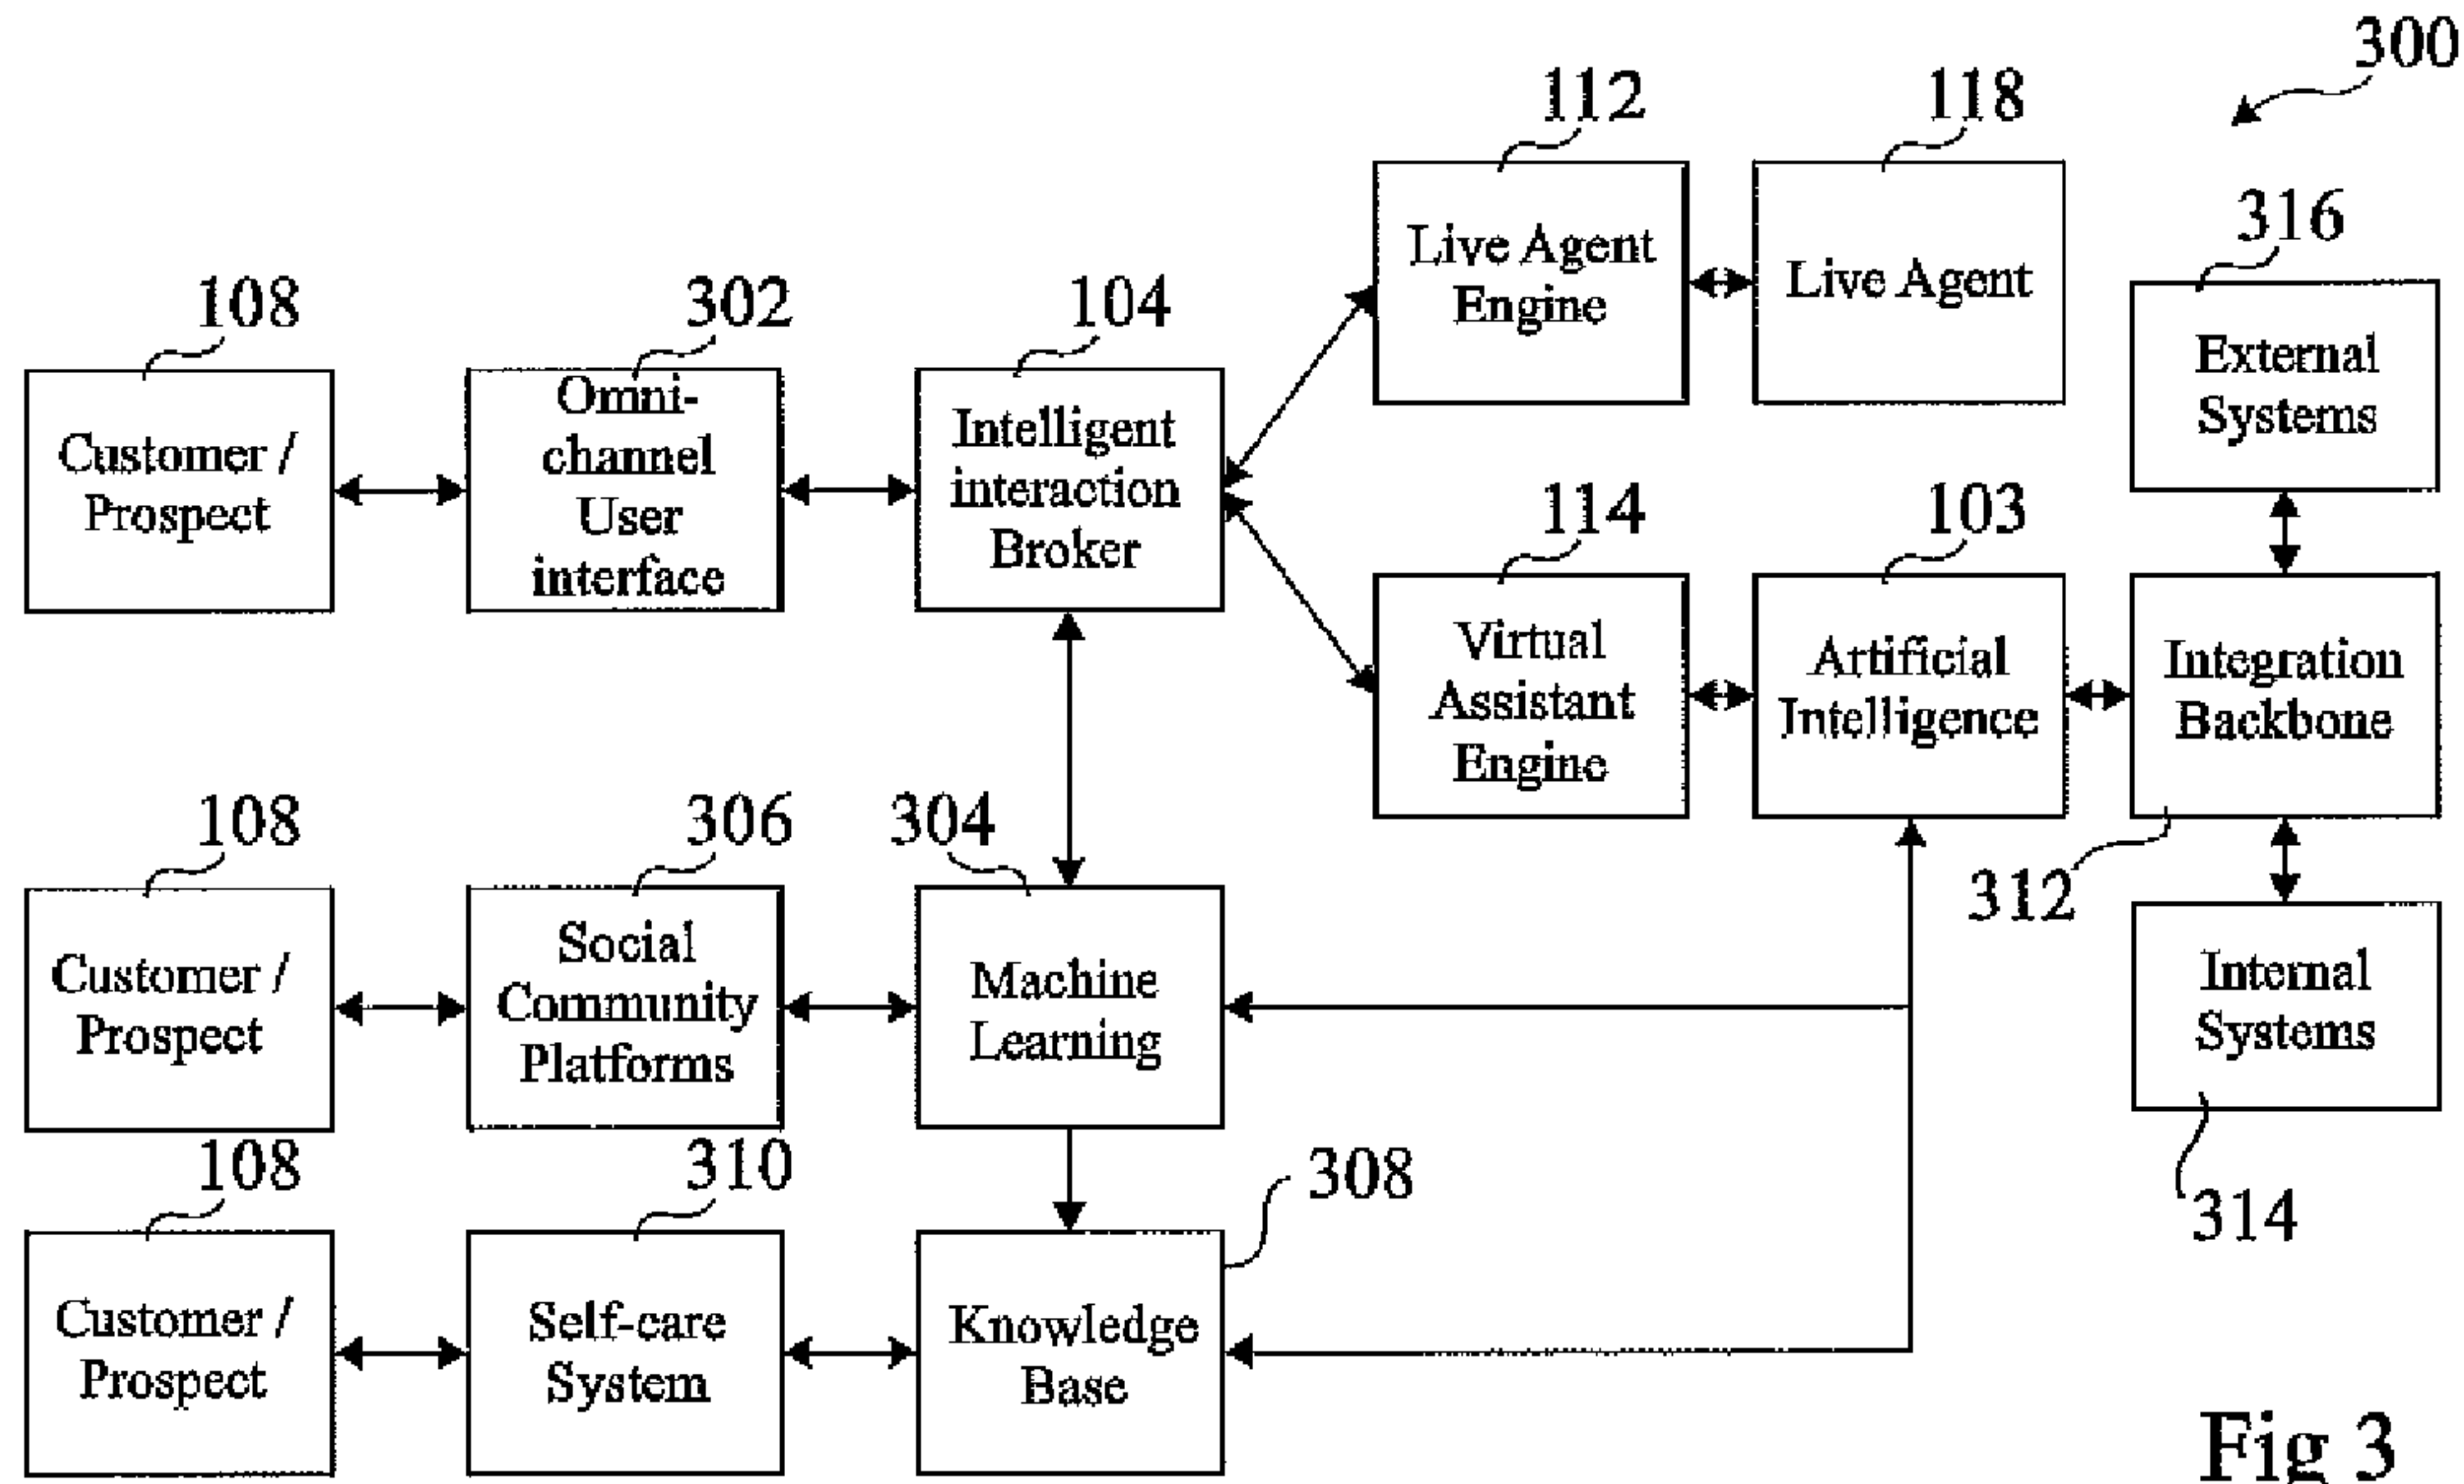 300
112
118
316
108
302
104
Live Agent
Engine
Live Agent
External
Systems
Customer /
Prospect
Omni-
channel
User
interface
Intelligent
interaction
Broker
114
103
Virtual
Assistant
Engine
Artificial
Intelligence
Integration
Backbone
108
306
304
312
Customer /
Prospect
Social
Community
Platforms
Machine
Learning
Internal
Systems
108
310
308
314
Customer /
Prospect
Self-care
System
Knowledge
Base
Fig 3